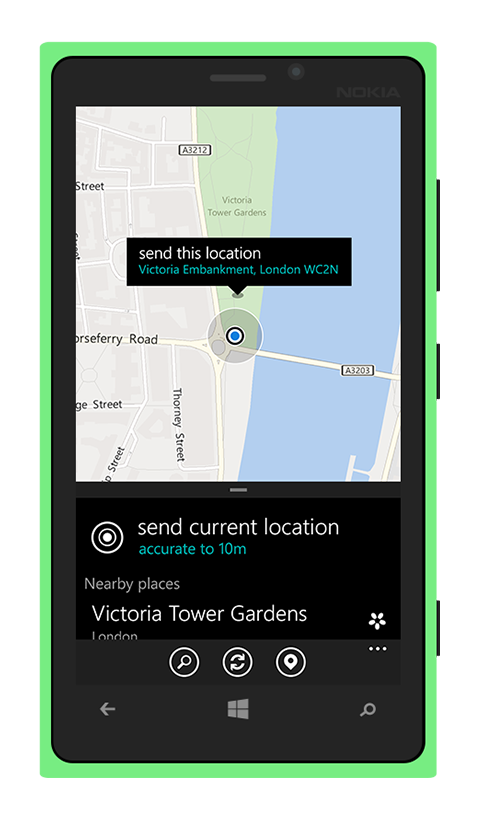 NOKIA
A3212
Street
Victoria
Tower Gardens
send this location
Victoria Embankment, London WC2N
orseferry Road
A3203
ge Street
Thorney Street
Street
send current location
accurate to 10m
Nearby places
Victoria Tower Gardens
London